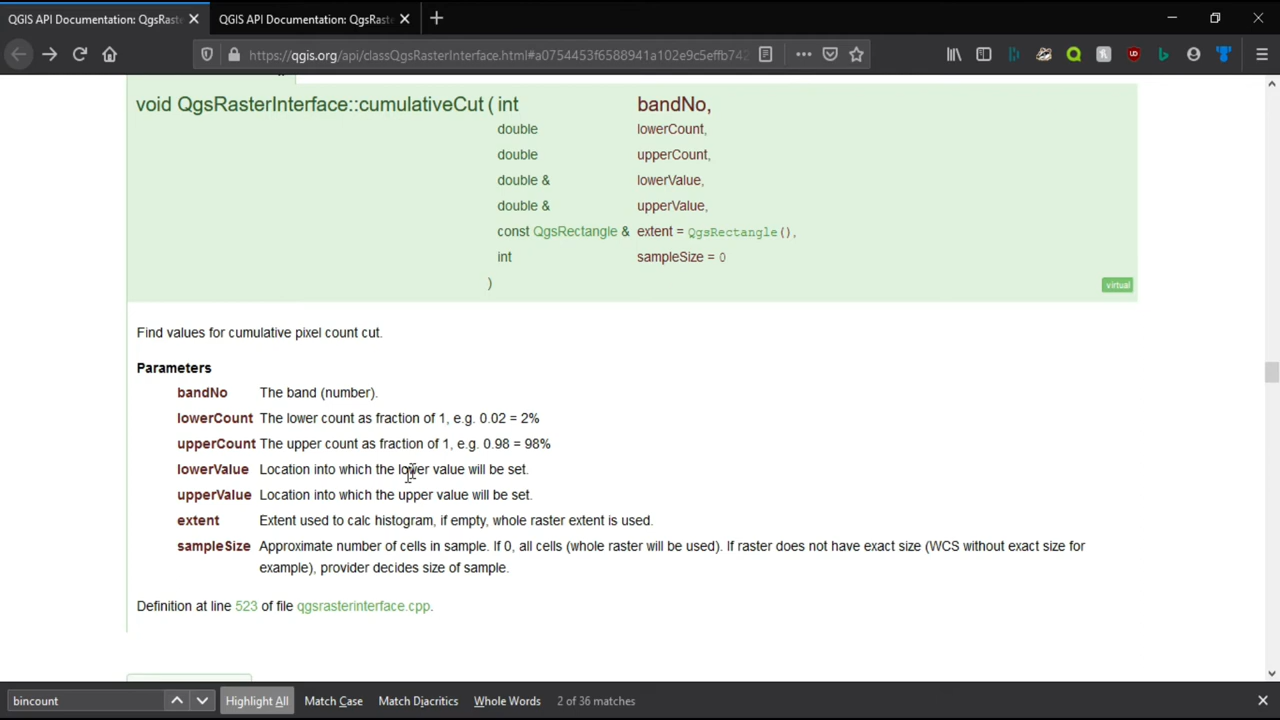 QGIS API Documentation: QgsRaste
QGIS API Documentation: QgsRaste
https://qgis.org/api/classQgsRasterInterface.html#a0754453f6588941a102e9c5effb742
void QgsRasterInterface::cumulativeCut ( int bandNo,
double lowerCount,
double upperCount,
double & lowerValue,
double & upperValue,
const QgsRectangle & extent = QgsRectangle(),
int sampleSize = 0
)
virtual
Find values for cumulative pixel count cut.
Parameters
bandNo The band (number).
lowerCount The lower count as fraction of 1, e.g. 0.02 = 2%
upperCount The upper count as fraction of 1, e.g. 0.98 = 98%
lowerValue Location into which the lower value will be set.
upperValue Location into which the upper value will be set.
extent Extent used to calc histogram, if empty, whole raster extent is used.
sampleSize Approximate number of cells in sample. If 0, all cells (whole raster will be used). If raster does not have exact size (WCS without exact size for
example), provider decides size of sample.
Definition at line 523 of file qgsrasterinterface.cpp.
bincount Highlight All Match Case Match Diacritics Whole Words 2 of 36 matches